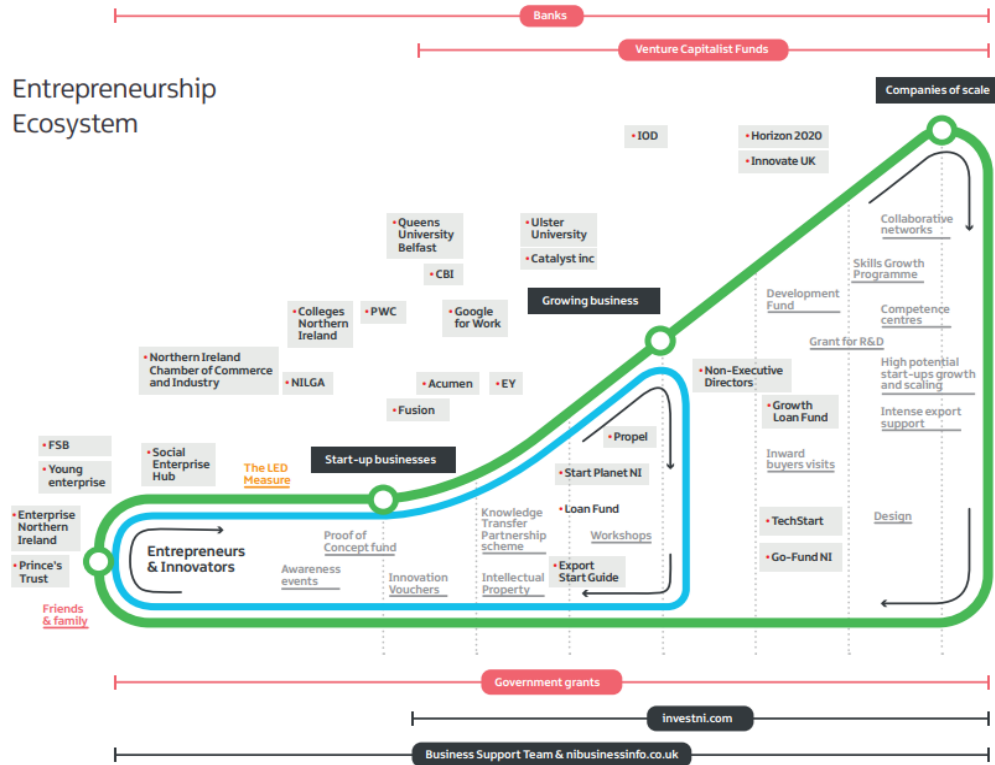 Banks
Venture Capitalist Funds
Entrepreneurship
Ecosystem
Companies of scale
• IOD
• Horizon 2020
• Innovate UK
• Queens
University
Belfast
• Ulster
University
• CBI
• Catalyst inc
Collaborative
networks
Skills Growth
Programme
Growing business
Development
Fund
• Colleges
Northern
Ireland
• PWC
• Google
for Work
Competence
centres
Grant for R&D
• Northern Ireland
Chamber of Commerce
and Industry
• NILGA
• Acumen
• EY
• Non-Executive
Directors
High potential
start-ups growth
and scaling
• Fusion
• Growth
Loan Fund
Intense export
support
• FSB
• Young
enterprise
• Social
Enterprise
Hub
The LED
Measure
Start-up businesses
• Propel
• Start Planet NI
Inward
buyers visits
• Enterprise
Northern
Ireland
• Prince's
Trust
Friends
& family
Entrepreneurs
& Innovators
Proof of
Concept fund
Awareness
events
Innovation
Vouchers
Knowledge
Transfer
Partnership
scheme
Intellectual
Property
• Loan Fund
Workshops
• Export
Start Guide
• TechStart
Design
• Go-Fund NI
Government grants
investni.com
Business Support Team & nibusinessinfo.co.uk